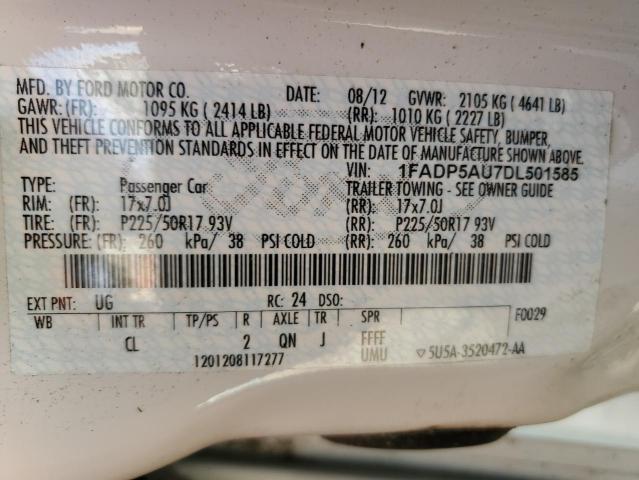 MFD. BY FORD MOTOR CO. DATE: 08/12 GVWR: 2105 KG ( 4641 LB)
GAWR: (FR): 1095 KG ( 2414 LB) (RR): 1010 KG ( 2227 LB)
THIS VEHICLE CONFORMS TO ALL APPLICABLE FEDERAL MOTOR VEHICLE SAFETY, BUMPER,
AND THEFT PREVENTION STANDARDS IN EFFECT ON THE DATE OF MANUFACTURE SHOWN ABOVE.
VIN: 1FADP5AU7DL501585
TYPE: Passenger Car TRAILER TOWING - SEE OWNER GUIDE
RIM: (FR): 17x7.0J (RR): 17x7.0J
TIRE: (FR): P225/50R17 93V (RR): P225/50R17 93V
PRESSURE: (FR): 260 kPa/ 38 PSI COLD (RR): 260 kPa/ 38 PSI COLD
EXT PNT: UG RC: 24 DSO: F0029
WB INT TR TP/PS R AXLE TR SPR
CL 2 QN J FFFF
1201208117277 UMU ▽5U5A-3520472-AA